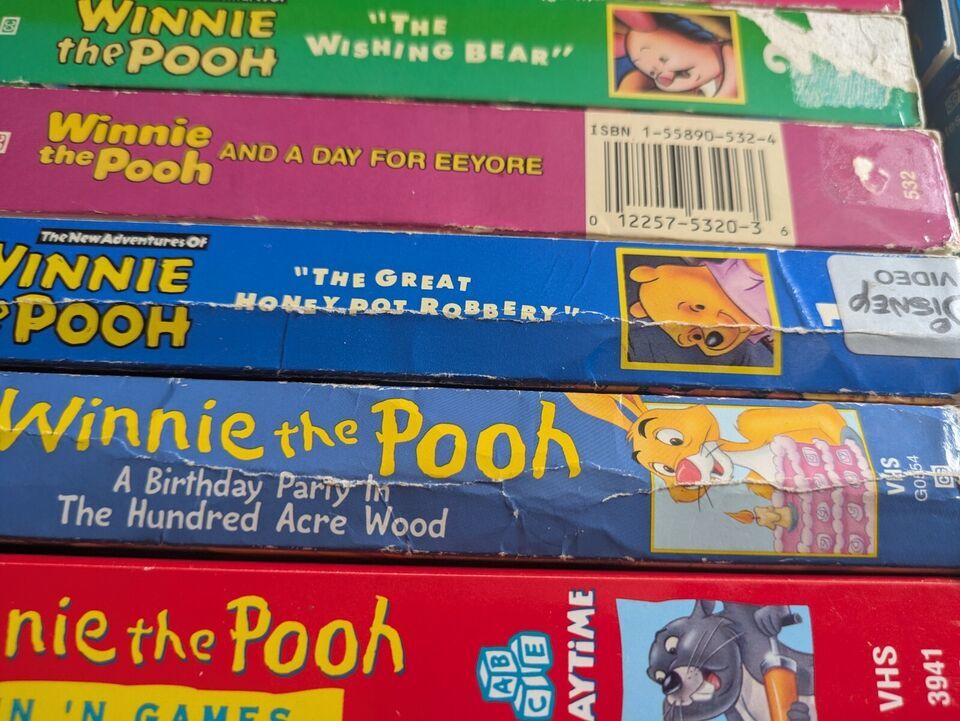 WINNIE
the POOH
"THE
WISHING BEAR"
Winnie
the Pooh
AND A DAY FOR EEYORE
ISBN 1-55890-532-4
0 12257-5320-3 6
532
The New Adventures Of
WINNIE
the POOH
"THE GREAT
HONEY POT ROBBERY"
1
DISNEY
VIDEO
Winnie the Pooh
A Birthday Party In
The Hundred Acre Wood
VHS
nie the Pooh
N 'N GAMES
A B C E
AYTIME
VHS
3941